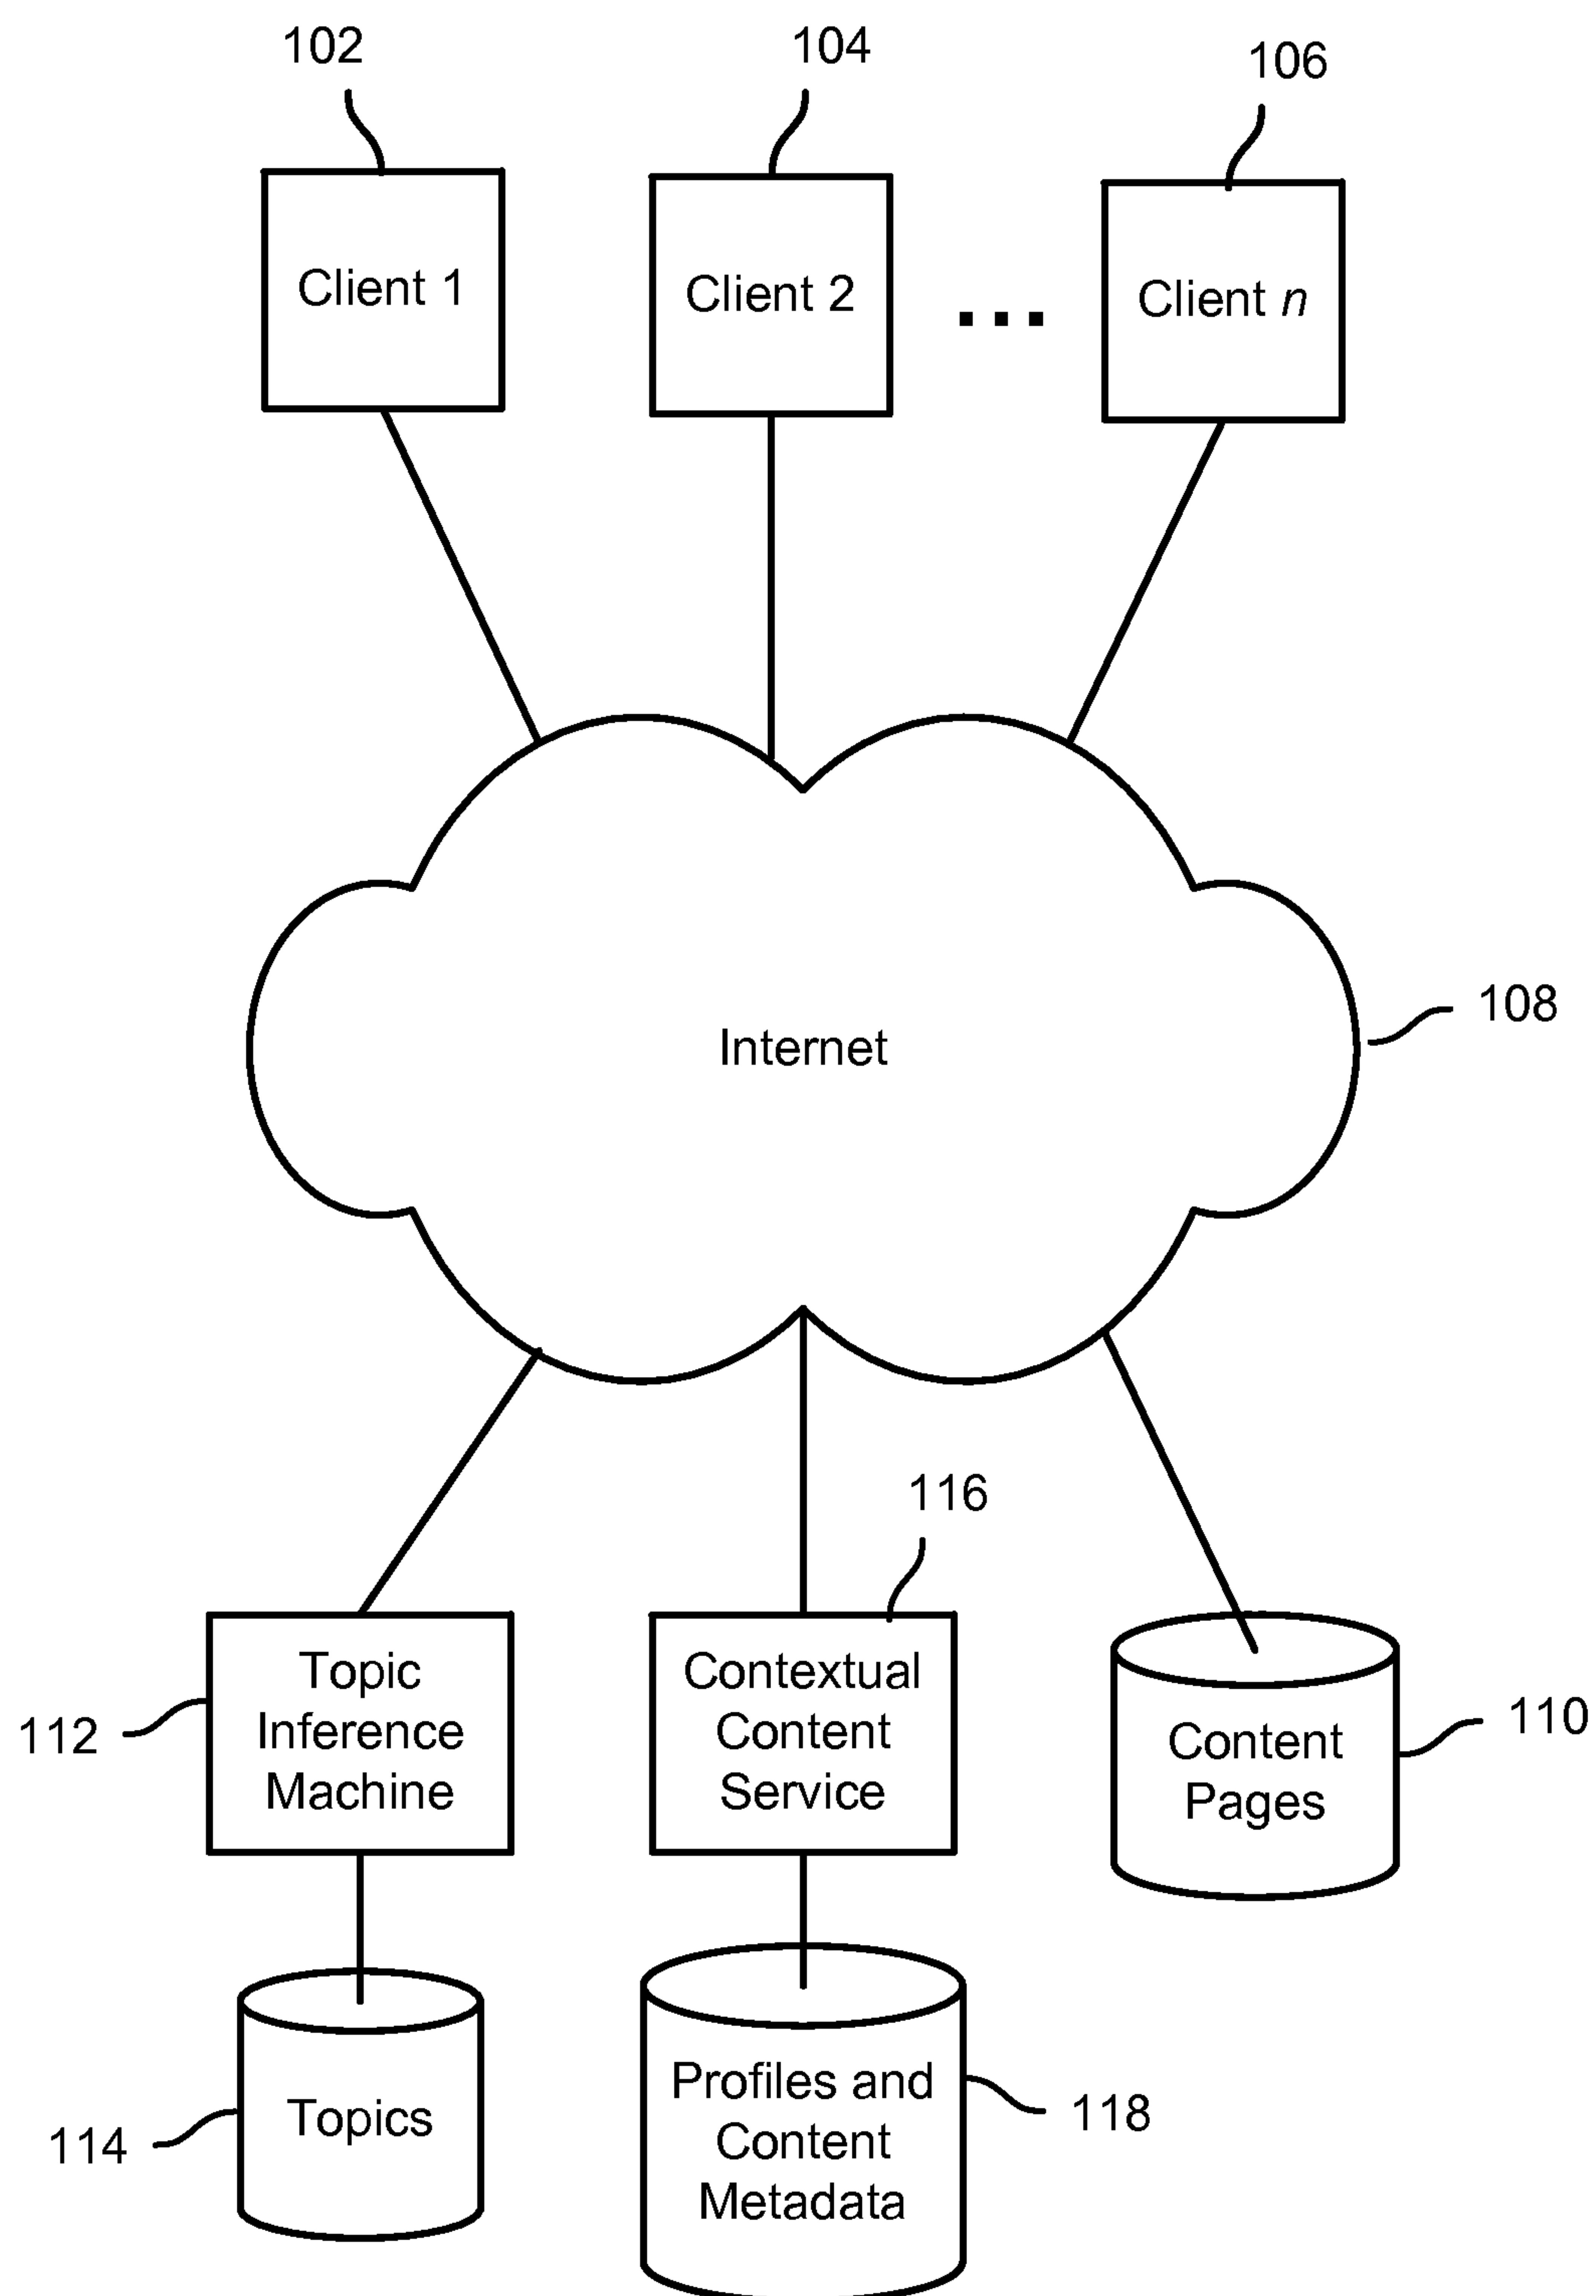 102
104
106
Client 1
Client 2
...
Client n
Internet
108
116
Topic
Inference
Machine
112
Contextual
Content
Service
Content
Pages
110
Topics
114
Profiles and
Content
Metadata
118